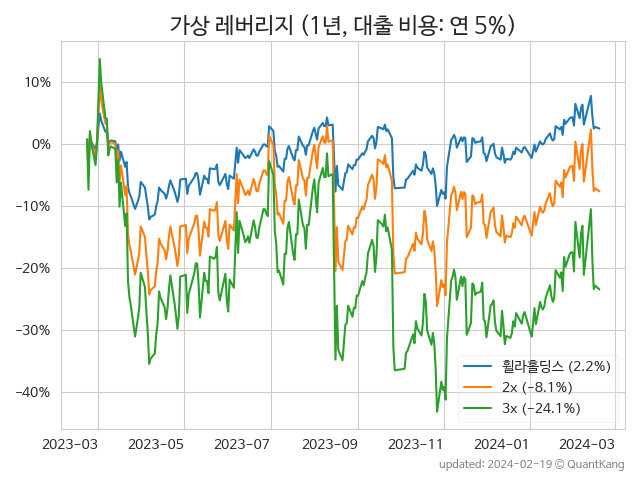 가상 레버리지 (1년, 대출 비용: 연 5%)
10%
0%
−10%
−20%
−30%
−40%
휠라홀딩스 (2.2%)
2x (−8.1%)
3x (−24.1%)
2023-03 2023-05 2023-07 2023-09 2023-11 2024-01 2024-03
updated: 2024-02-19 © QuantKang